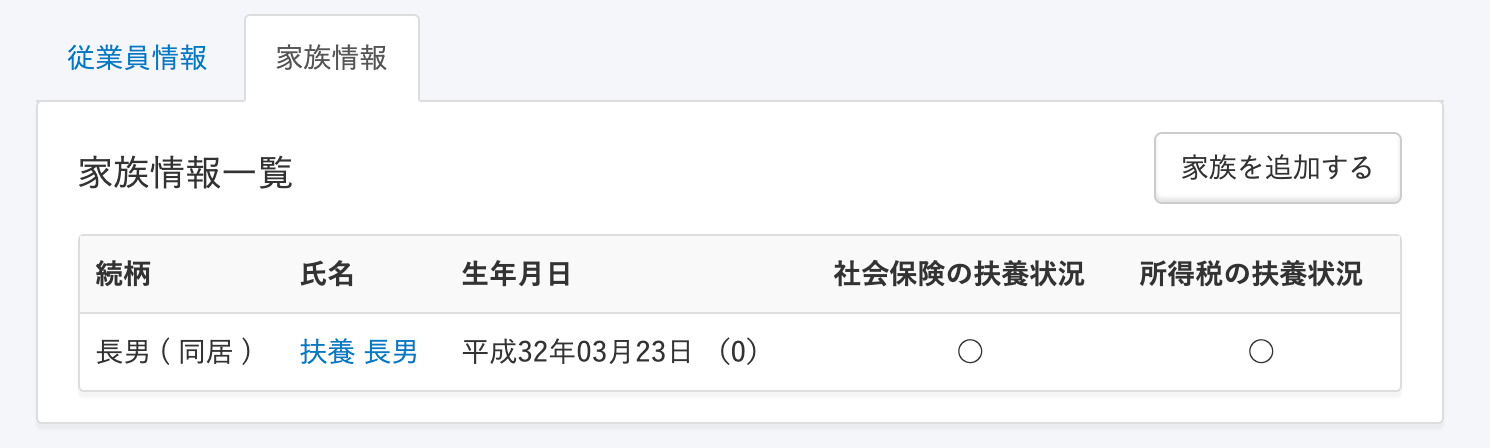 従業員情報 家族情報
家族情報一覧 家族を追加する
続柄 氏名 生年月日 社会保険の扶養状況 所得税の扶養状況
長男 ( 同居 ) 扶養 長男 平成32年03月23日 (0) ○ ○